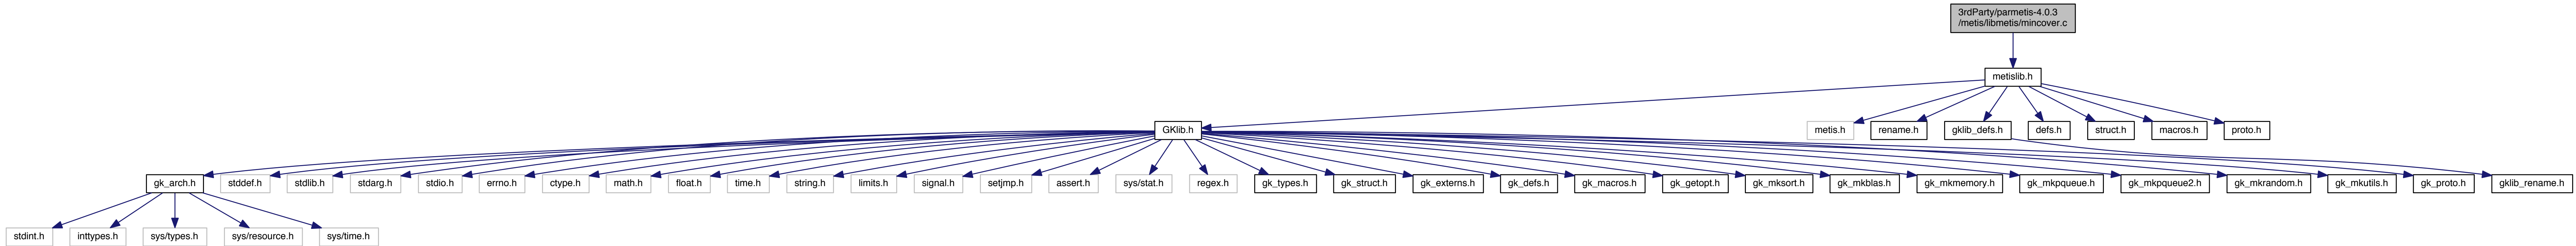 3rdParty/parmetis-4.0.3
/metis/libmetis/mincover.c
metislib.h
GKlib.h
metis.h
rename.h
gklib_defs.h
defs.h
struct.h
macros.h
proto.h
gk_arch.h
stddef.h
stdlib.h
stdarg.h
stdio.h
errno.h
ctype.h
math.h
float.h
time.h
string.h
limits.h
signal.h
setjmp.h
assert.h
sys/stat.h
regex.h
gk_types.h
gk_struct.h
gk_externs.h
gk_defs.h
gk_macros.h
gk_getopt.h
gk_mksort.h
gk_mkblas.h
gk_mkmemory.h
gk_mkpqueue.h
gk_mkpqueue2.h
gk_mkrandom.h
gk_mkutils.h
gk_proto.h
gklib_rename.h
stdint.h
inttypes.h
sys/types.h
sys/resource.h
sys/time.h